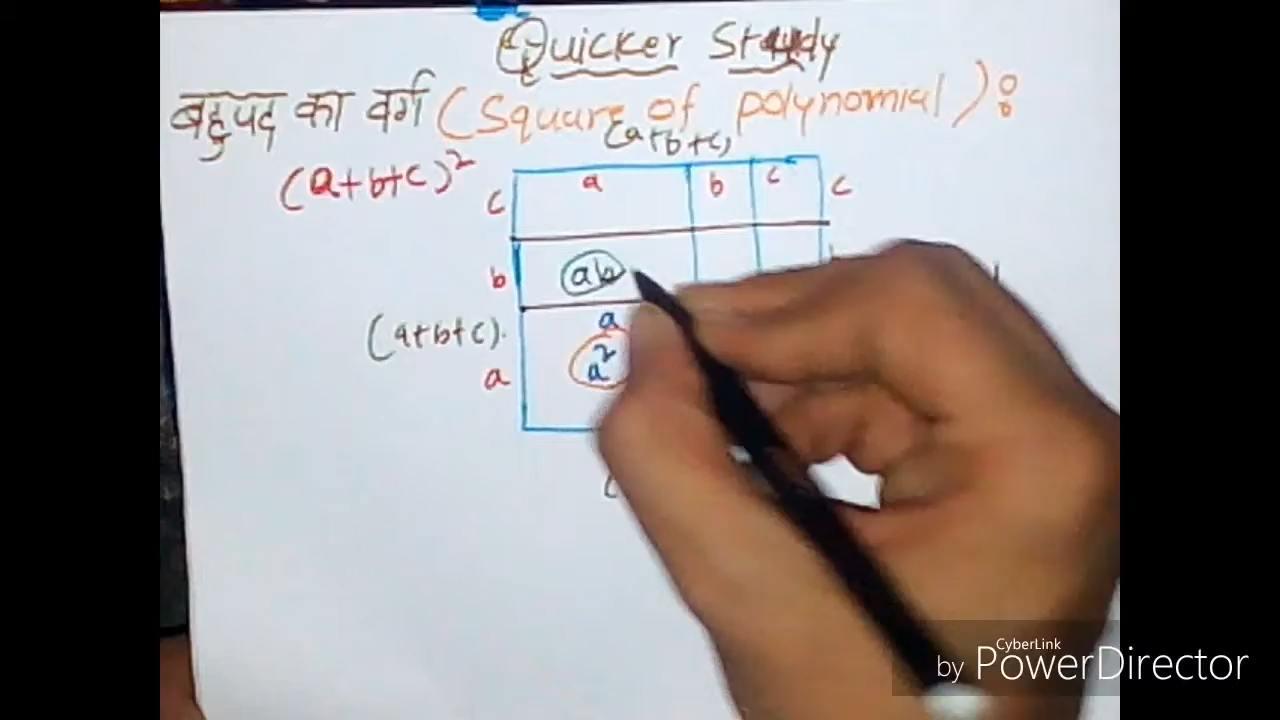 Quicker Study
बहुपद का वर्ग (Square of polynomial):
(a+b+c)
(a+b+c)²
c a b c c
b ab
(a+b+c).
a
a a²
CyberLink
by PowerDirector